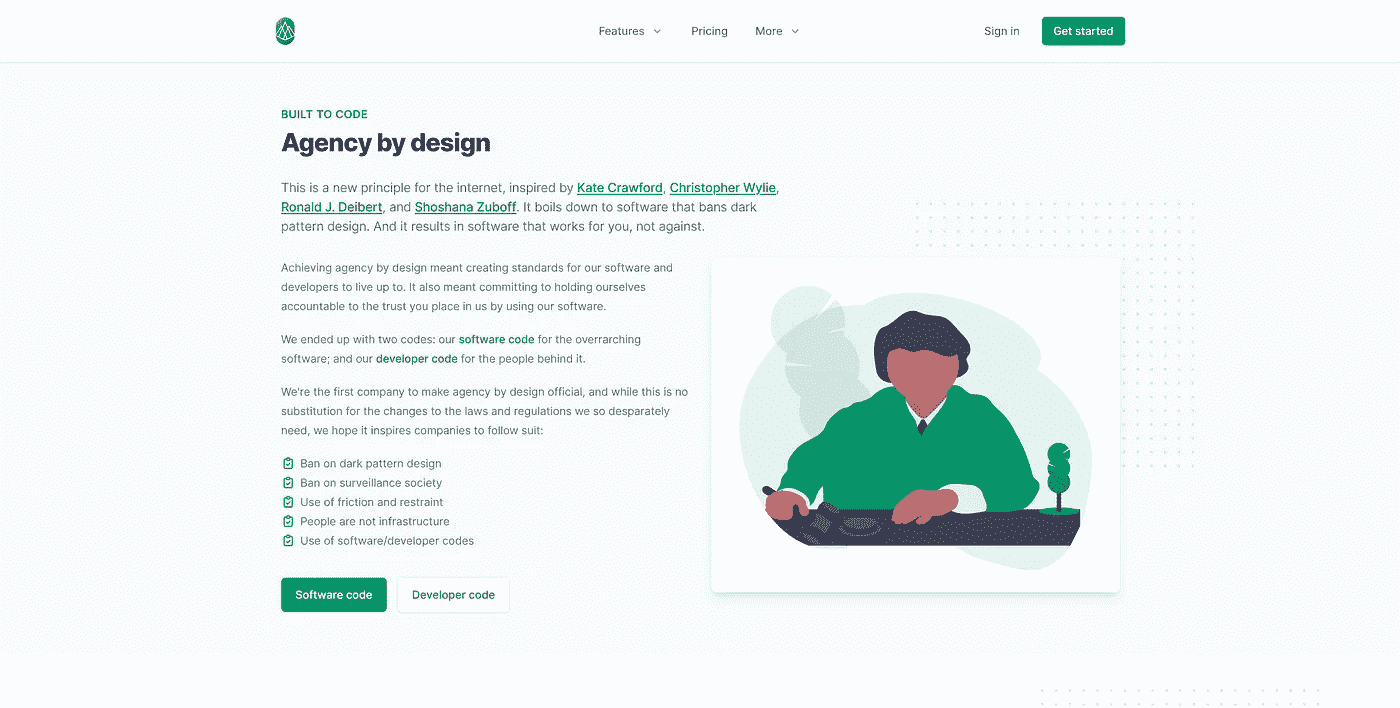 Features
Pricing
More
Sign in
Get started
BUILT TO CODE
Agency by design
This is a new principle for the internet, inspired by Kate Crawford, Christopher Wylie,
Ronald J. Deibert, and Shoshana Zuboff. It boils down to software that bans dark
pattern design. And it results in software that works for you, not against.
Achieving agency by design meant creating standards for our software and
developers to live up to. It also meant committing to holding ourselves
accountable to the trust you place in us by using our software.
We ended up with two codes: our software code for the overrarching
software; and our developer code for the people behind it.
We're the first company to make agency by design official, and while this is no
substitution for the changes to the laws and regulations we so desparately
need, we hope it inspires companies to follow suit:
Ban on dark pattern design
Ban on surveillance society
Use of friction and restraint
People are not infrastructure
Use of software/developer codes
Software code
Developer code